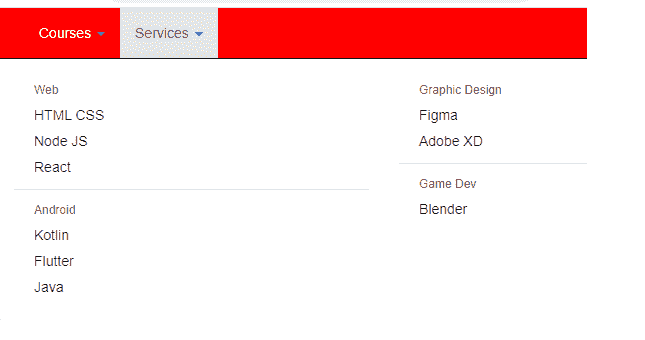 Courses Services
Web
HTML CSS
Node JS
React
Android
Kotlin
Flutter
Java
Graphic Design
Figma
Adobe XD
Game Dev
Blender